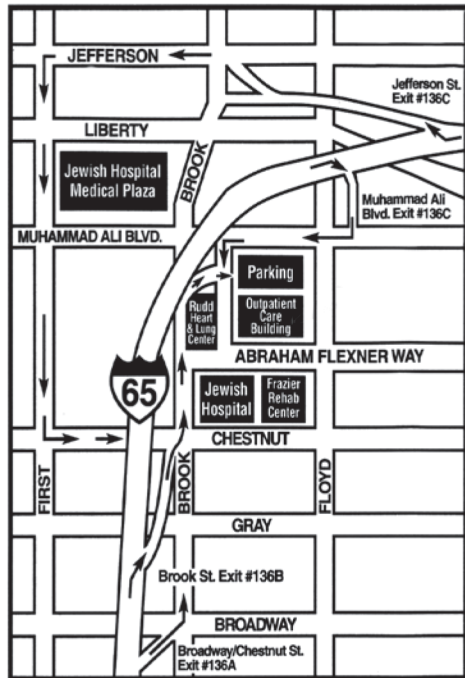 JEFFERSON
Jefferson St.
Exit #136C
LIBERTY
BROOK
Jewish Hospital
Medical Plaza
Muhammad Ali
Blvd. Exit #136C
MUHAMMAD ALI BLVD.
Parking
Rudd
Heart
& Lung
Center
Outpatient
Care
Building
ABRAHAM FLEXNER WAY
65
Jewish
Hospital
Frazier
Rehab
Center
CHESTNUT
FIRST
BROOK
FLOYD
GRAY
Brook St. Exit #136B
BROADWAY
Broadway/Chestnut St.
Exit #136A